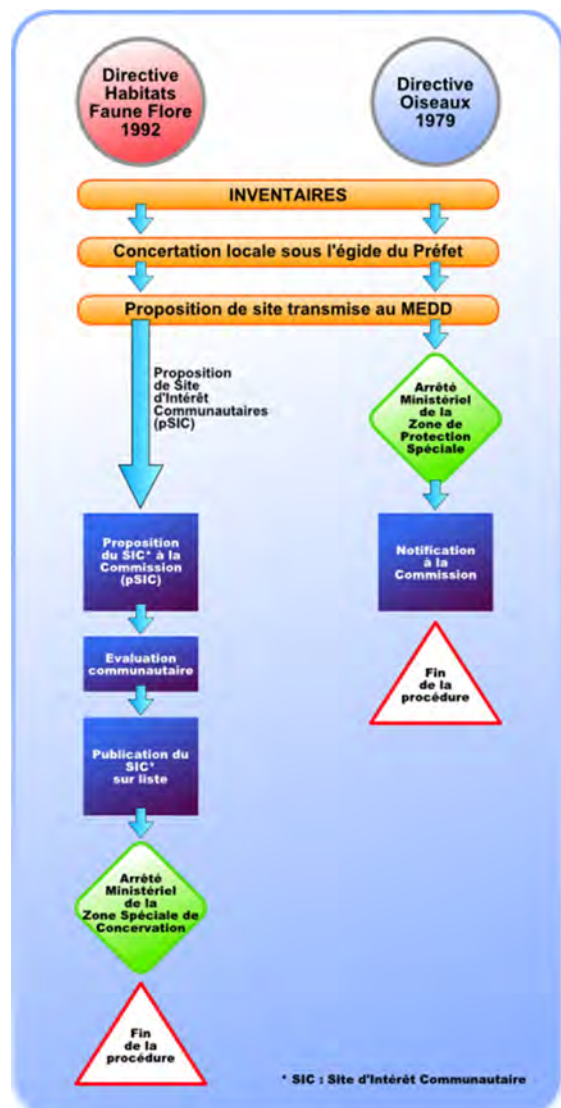 Directive
Habitats
Faune Flore
1992
Directive
Oiseaux
1979
INVENTAIRES
Concertation locale sous l'égide du Préfet
Proposition de site transmise au MEDD
Proposition
de Site
d'Intérêt
Communautaires
(pSIC)
Arrêté
Ministériel
de la
Zone de
Protection
Spéciale
Proposition
du SIC* à la
Commission
(pSIC)
Notification
à la
Commission
Evaluation
communautaire
Fin
de la
procédure
Publication du
SIC*
sur liste
Arrêté
Ministériel
de la
Zone Spéciale de
Concervation
Fin
de la
procédure
* SIC : Site d'Intérêt Communautaire